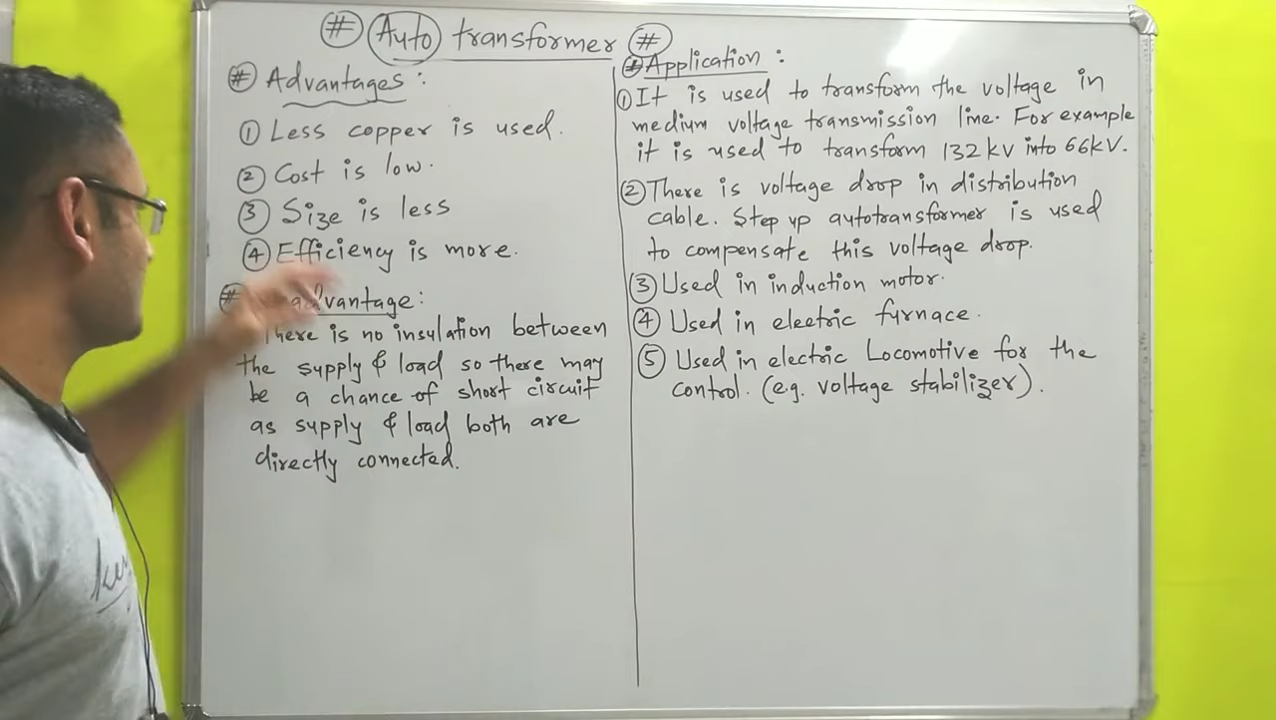 # Auto transformer #
# Advantages :
① Less copper is used.
② Cost is low.
③ Size is less
④ Efficiency is more.
# advantage :
There is no insulation between
the supply & load so there may
be a chance of short circuit
as supply & load both are
directly connected.
# Application :
① It is used to transform the voltage in
medium voltage transmission line. For example
it is used to transform 132 kv into 66kV.
② There is voltage drop in distribution
cable. Step up autotransformer is used
to compensate this voltage drop.
③ Used in induction motor.
④ Used in electric furnace.
⑤ Used in electric Locomotive for the
control. (e.g. voltage stabilizer).